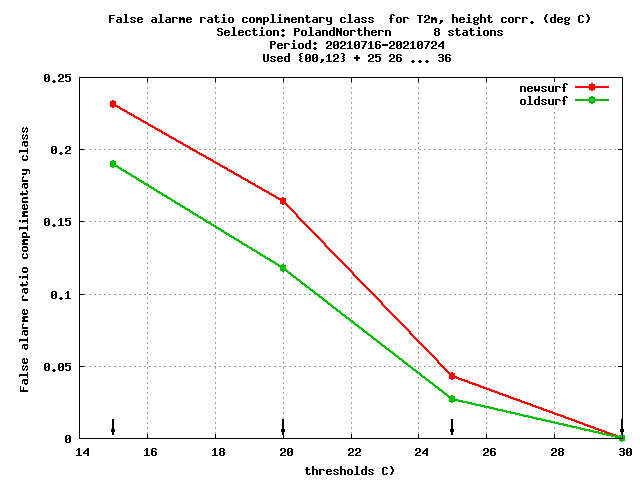 False alarme ratio complimentary class  for T2m, height corr. (deg C)
Selection: PolandNorthern      8 stations
Period: 20210716-20210724
Used {00,12} + 25 26 ... 36
newsurf
oldsurf
False alarme ratio complimentary class
0.25
0.2
0.15
0.1
0.05
0
14 16 18 20 22 24 26 28 30
thresholds C)